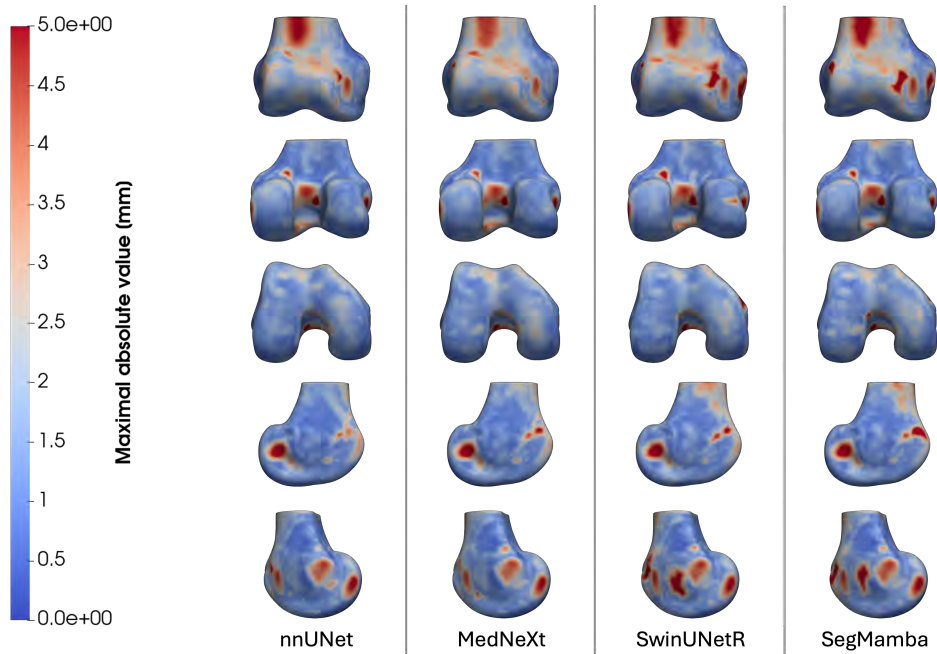 5.0e+00
4.5
4
3.5
3
2.5
2
1.5
1
0.5
0.0e+00
Maximal absolute value (mm)
nnUNet
MedNeXt
SwinUNetR
SegMamba